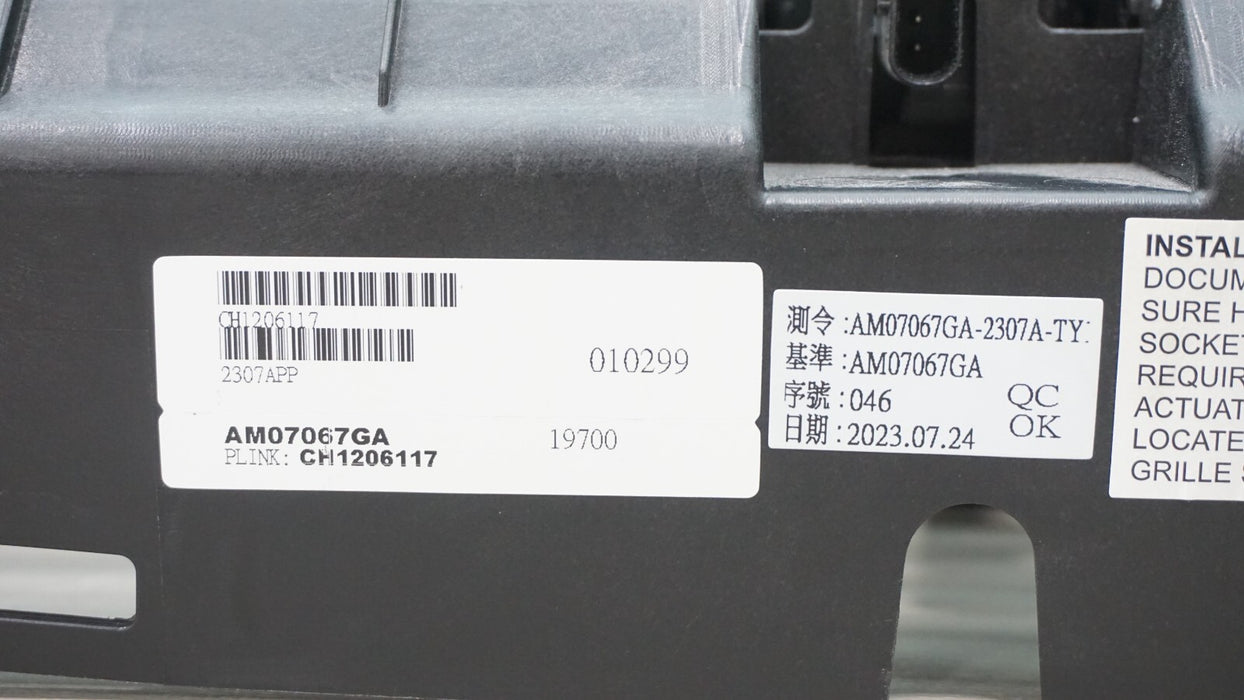 CH1206117
2307APP
010299
AM07067GA
19700
PLINK: CH1206117
測令:AM07067GA-2307A-TY
基準:AM07067GA
序號:046
日期:2023.07.24
QC
OK
INSTAL
DOCUM
SURE H
SOCKET
REQUIR
ACTUAT
LOCATE
GRILLE S